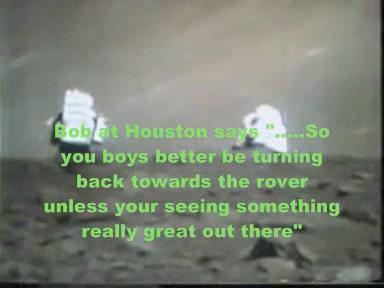 Bob at Houston says ".....So
you boys better be turning
back towards the rover
unless your seeing something
really great out there"